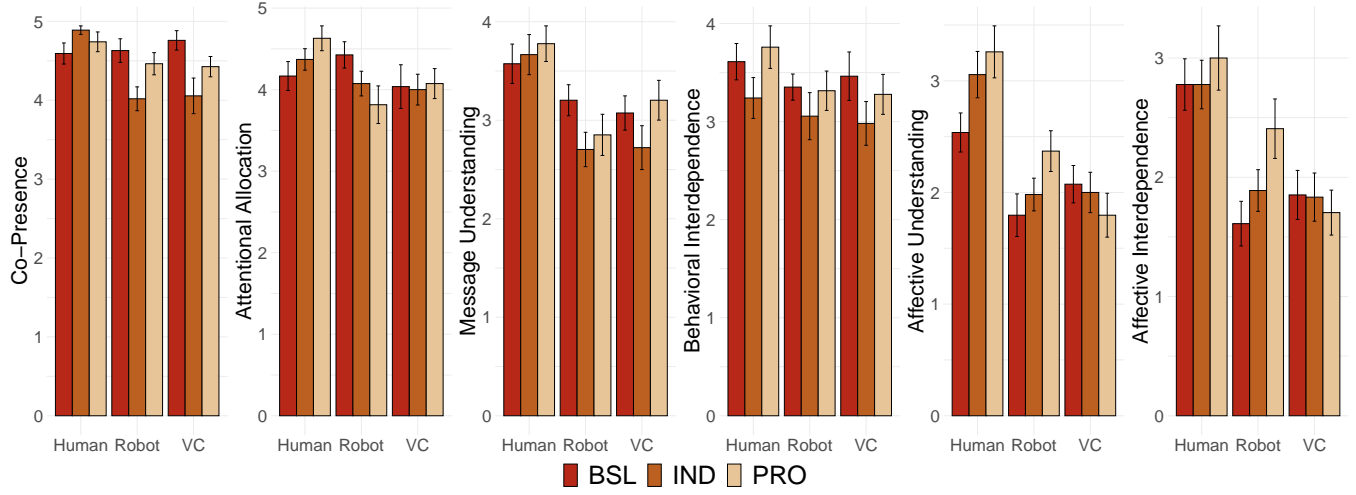 Co–Presence
5
4
3
2
1
0
Human Robot VC
Attentional Allocation
5
4
3
2
1
0
Human Robot VC
Message Understanding
4
3
2
1
0
Human Robot VC
Behavioral Interdependence
4
3
2
1
0
Human Robot VC
Affective Understanding
3
2
1
0
Human Robot VC
Affective Interdependence
3
2
1
0
Human Robot VC
BSL IND PRO